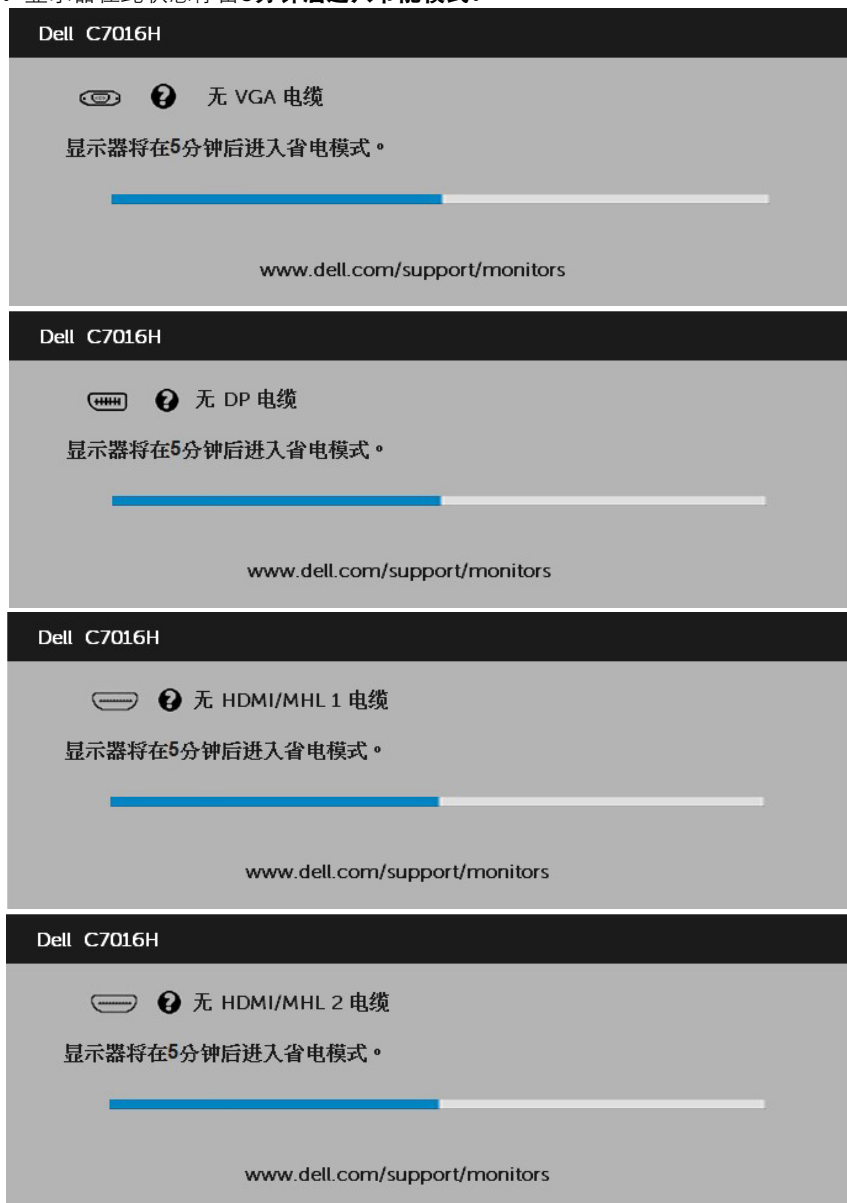 Dell C7016H
无 VGA 电缆
显示器将在5分钟后进入省电模式。
www.dell.com/support/monitors
Dell C7016H
无 DP 电缆
显示器将在5分钟后进入省电模式。
www.dell.com/support/monitors
Dell C7016H
无 HDMI/MHL 1 电缆
显示器将在5分钟后进入省电模式。
www.dell.com/support/monitors
Dell C7016H
无 HDMI/MHL 2 电缆
显示器将在5分钟后进入省电模式。
www.dell.com/support/monitors